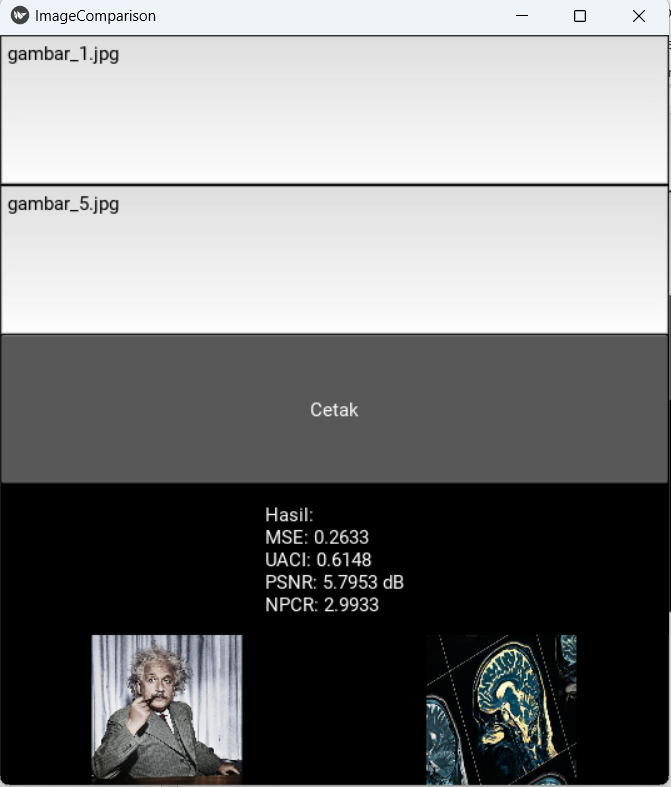 ImageComparison
gambar_1.jpg
gambar_5.jpg
Cetak
Hasil:
MSE: 0.2633
UACI: 0.6148
PSNR: 5.7953 dB
NPCR: 2.9933